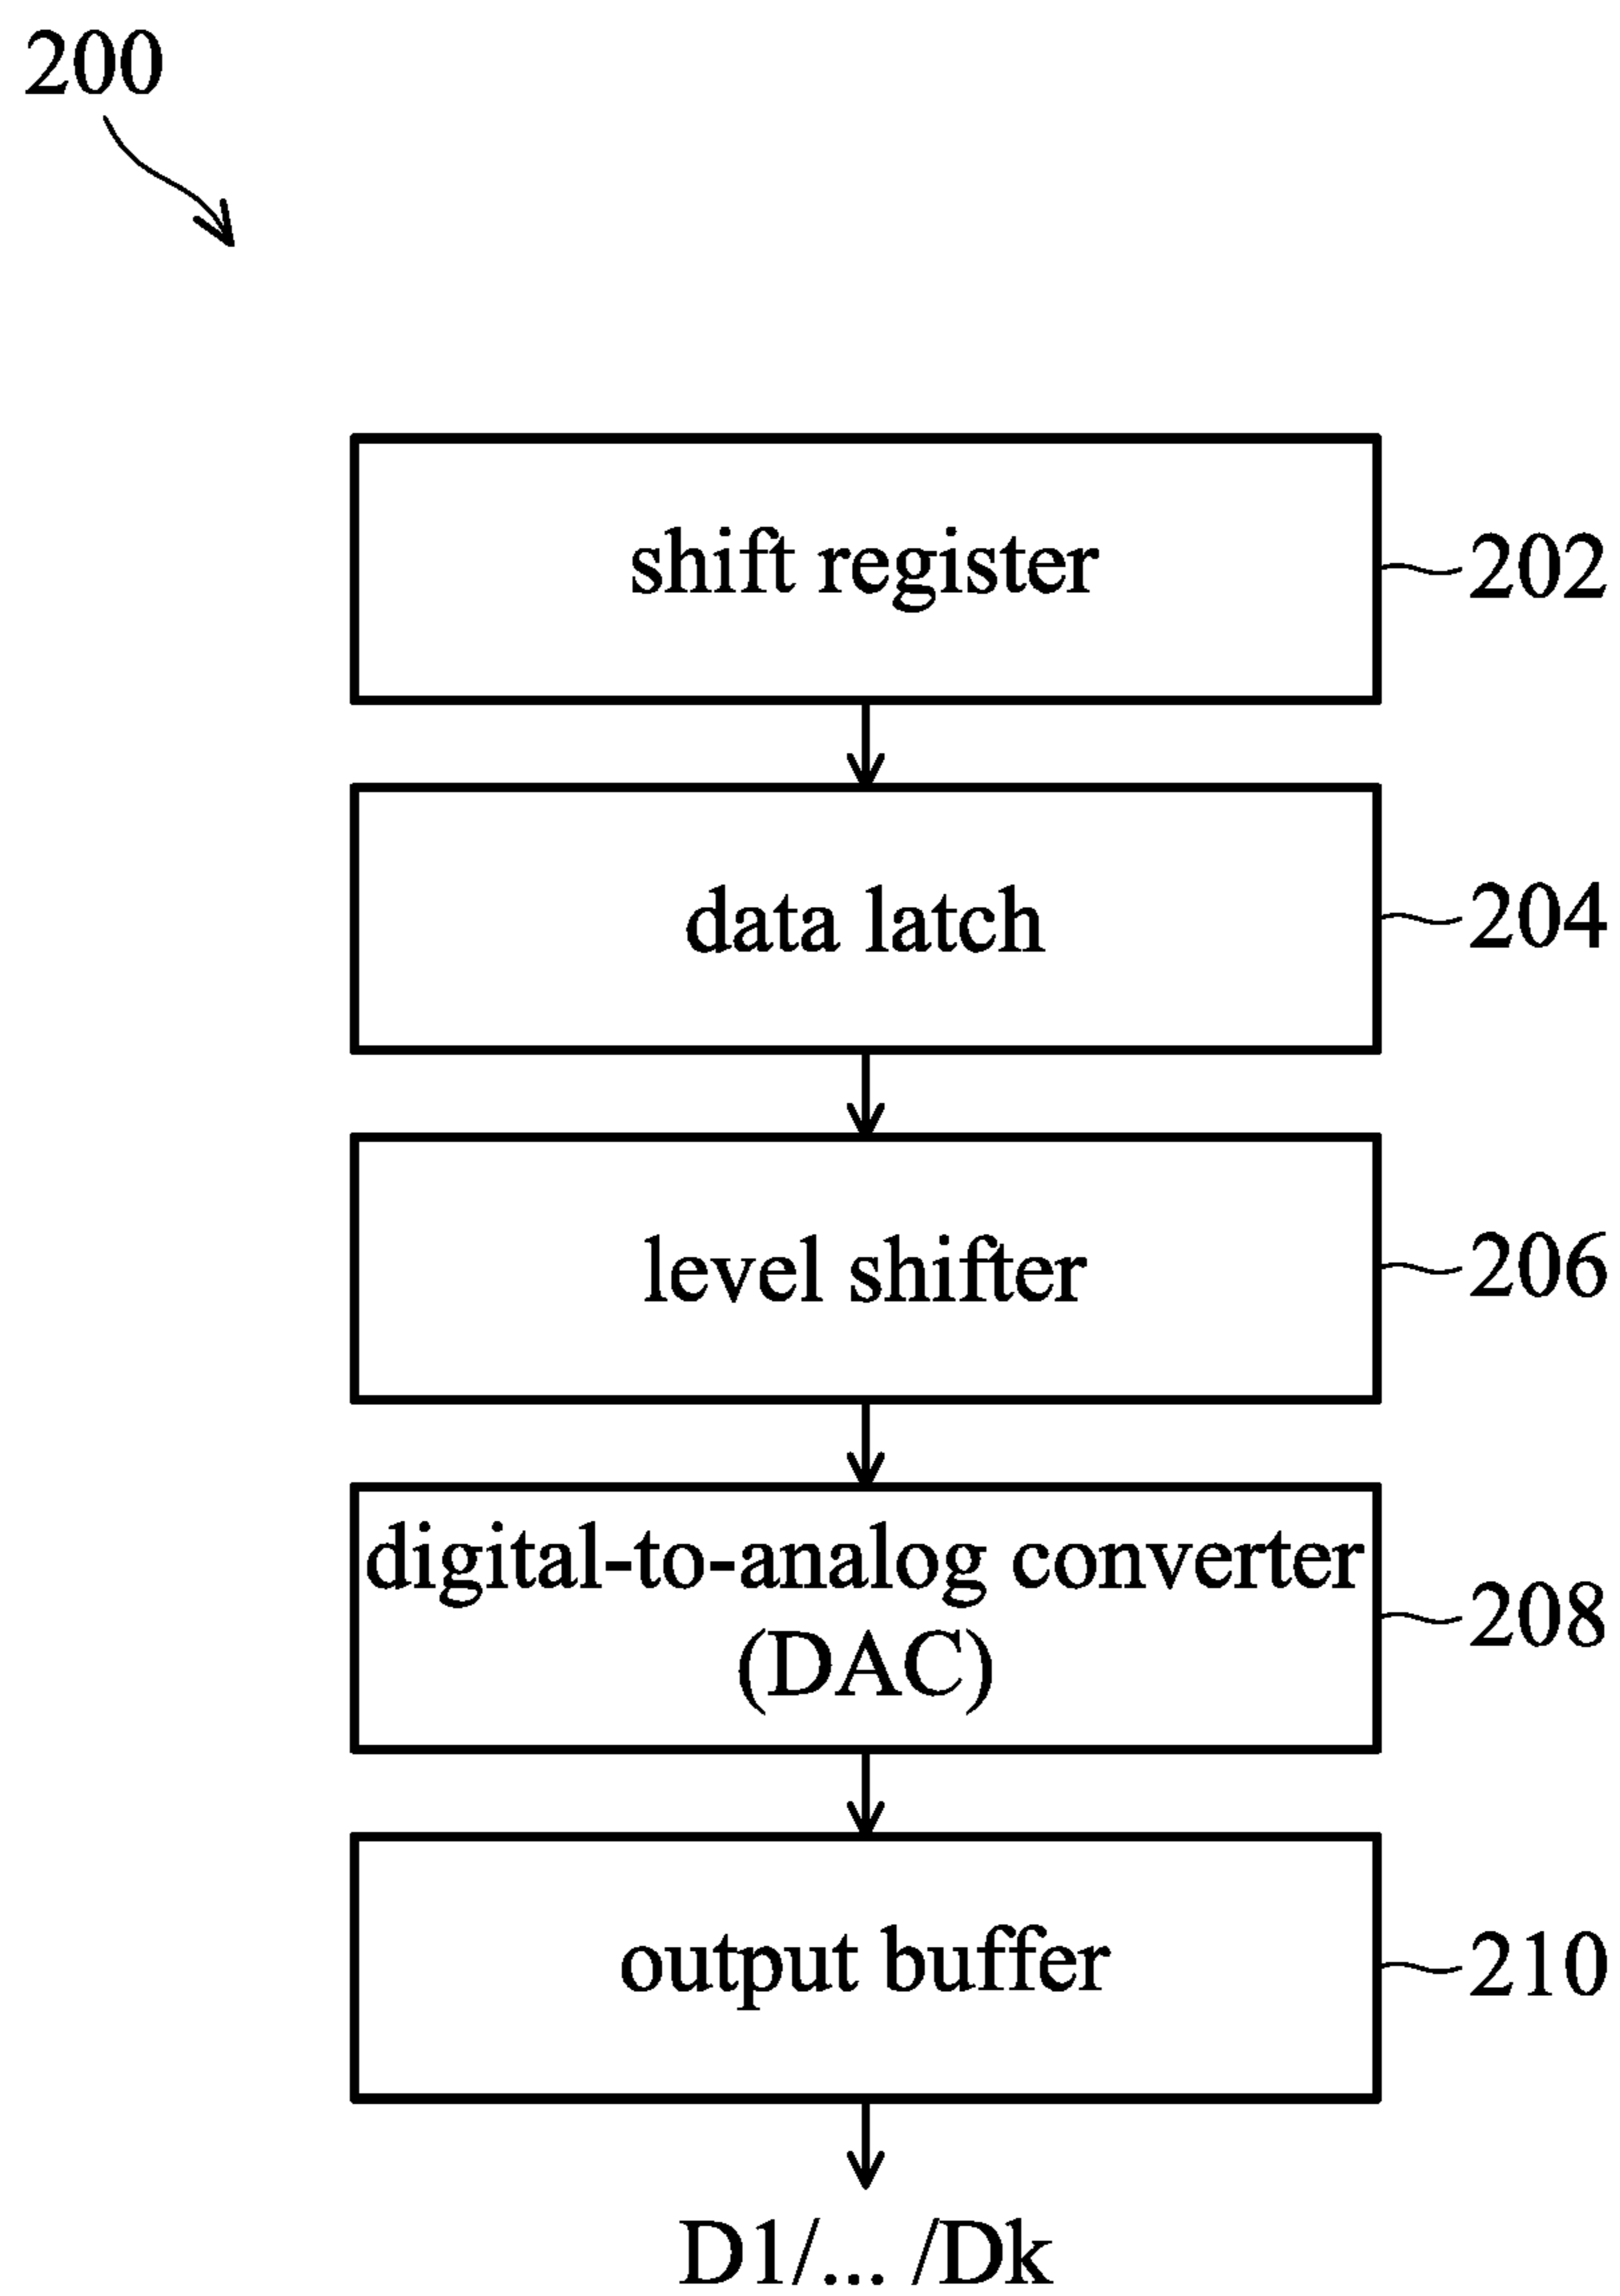 200
shift register
202
data latch
204
level shifter
206
digital-to-analog converter
(DAC)
208
output buffer
210
D1/... /Dk